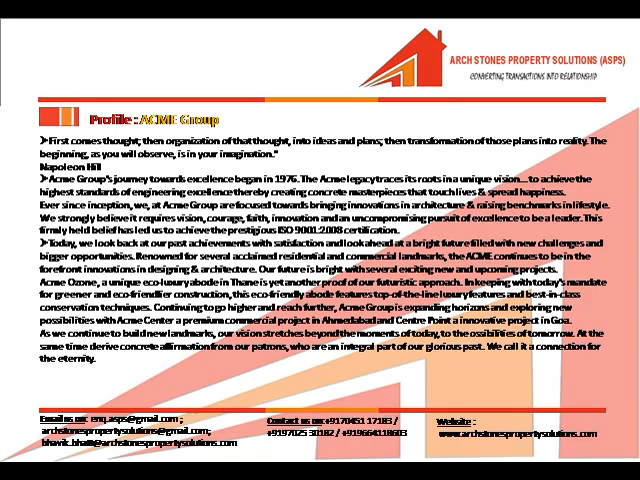 ARCH STONES PROPERTY SOLUTIONS (ASPS)
CONVERTING TRANSACTIONS INTO RELATIONSHIP
Profile : ACME Group
➢First comes thought; then organization of that thought, into ideas and plans; then transformation of those plans into reality. The
beginning, as you will observe, is in your imagination."
Napoleon Hill
➢Acme Group's journey towards excellence began in 1976. The Acme legacy traces its roots in a unique vision.... to achieve the
highest standards of engineering excellence thereby creating concrete masterpieces that touch lives & spread happiness.
Ever since inception, we, at Acme Group are focused towards bringing innovations in architecture & raising benchmarks in lifestyle.
We strongly believe it requires vision, courage, faith, innovation and an uncompromising pursuit of excellence to be a leader. This
firmly held belief has led us to achieve the prestigious ISO 9001:2008 certification.
➢Today, we look back at our past achievements with satisfaction and look ahead at a bright future filled with new challenges and
bigger opportunities. Renowned for several acclaimed residential and commercial landmarks, the ACME continues to be in the
forefront innovations in designing & architecture. Our future is bright with several exciting new and upcoming projects.
Acme Ozone, a unique eco-luxury abode in Thane is yet another proof of our futuristic approach. In keeping with today's mandate
for greener and eco-friendlier construction, this eco-friendly abode features top-of-the-line luxury features and best-in-class
conservation techniques. Continuing to go higher and reach further, Acme Group is expanding horizons and exploring new
possibilities with Acme Center a premium commercial project in Ahmedabad and Centre Point a innovative project in Goa.
As we continue to build new landmarks, our vision stretches beyond the moments of today, to the ossibilities of tomorrow. At the
same time derive concrete affirmation from our patrons, who are an integral part of our glorious past. We call it a connection for
the eternity.
Email us on: enq.asps@gmail.com ;
archstonespropertysolutions@gmail.com;
bhavik.bhatt@archstonespropertysolutions.com
Contact us on:+9170451 17183 /
+9197025 30182 / +919664118603
Website :
www.archstonespropertysolutions.com